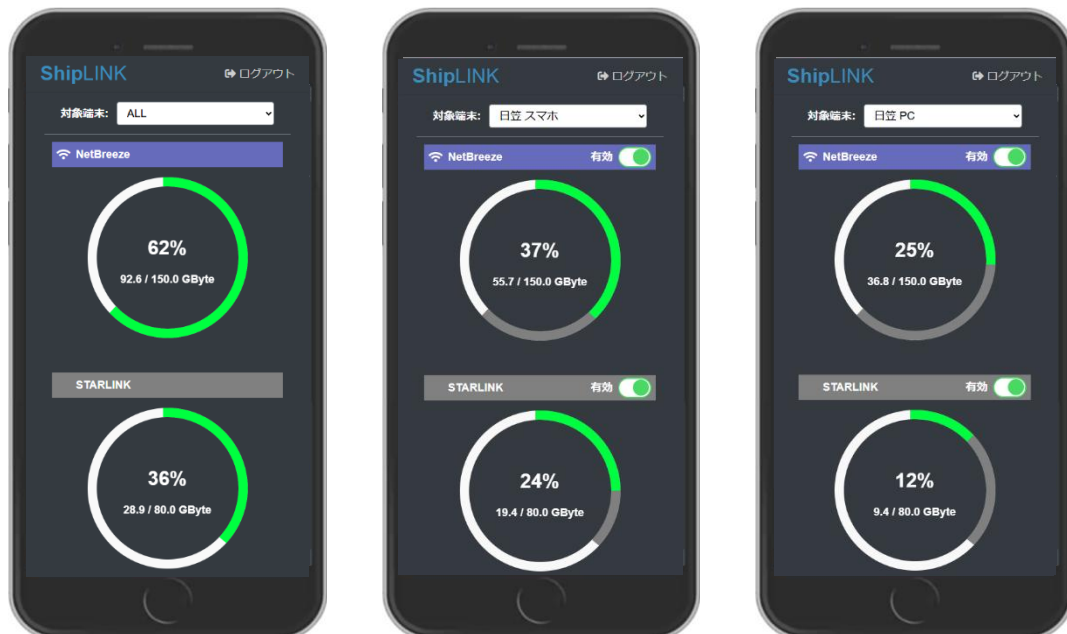 ShipLINK ログアウト
対象端末: ALL
NetBreeze
62%
92.6 / 150.0 GByte
STARLINK
36%
28.9 / 80.0 GByte
ShipLINK ログアウト
対象端末: 日笠 スマホ
NetBreeze 有効
37%
55.7 / 150.0 GByte
STARLINK 有効
24%
19.4 / 80.0 GByte
ShipLINK ログアウト
対象端末: 日笠 PC
NetBreeze 有効
25%
36.8 / 150.0 GByte
STARLINK 有効
12%
9.4 / 80.0 GByte